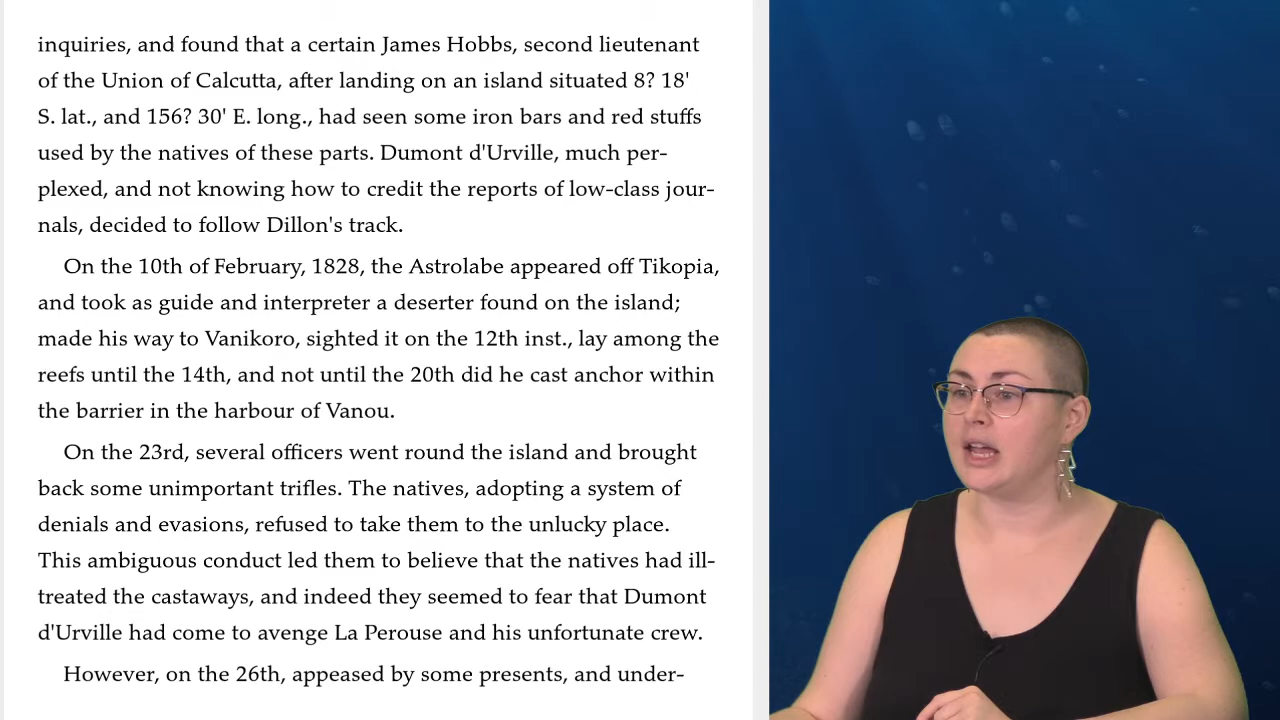 inquiries, and found that a certain James Hobbs, second lieutenant
of the Union of Calcutta, after landing on an island situated 8? 18'
S. lat., and 156? 30' E. long., had seen some iron bars and red stuffs
used by the natives of these parts. Dumont d'Urville, much per-
plexed, and not knowing how to credit the reports of low-class jour-
nals, decided to follow Dillon's track.
On the 10th of February, 1828, the Astrolabe appeared off Tikopia,
and took as guide and interpreter a deserter found on the island;
made his way to Vanikoro, sighted it on the 12th inst., lay among the
reefs until the 14th, and not until the 20th did he cast anchor within
the barrier in the harbour of Vanou.
On the 23rd, several officers went round the island and brought
back some unimportant trifles. The natives, adopting a system of
denials and evasions, refused to take them to the unlucky place.
This ambiguous conduct led them to believe that the natives had ill-
treated the castaways, and indeed they seemed to fear that Dumont
d'Urville had come to avenge La Perouse and his unfortunate crew.
However, on the 26th, appeased by some presents, and under-